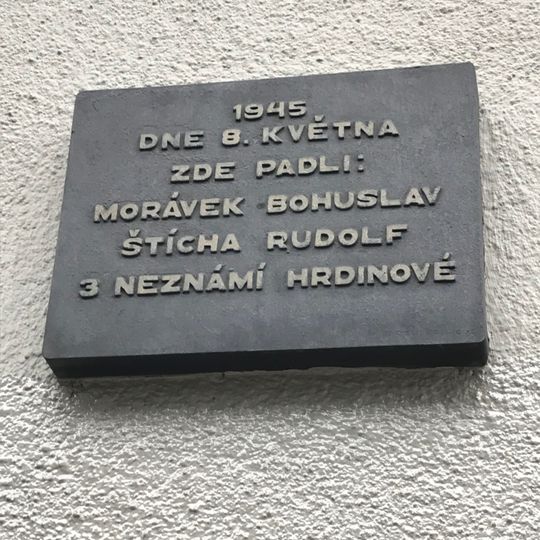 1945
DNE 8. KVĚTNA
ZDE PADLI:
MORÁVEK BOHUSLAV
ŠTÍCHA RUDOLF
3 NEZNÁMÍ HRDINOVÉ